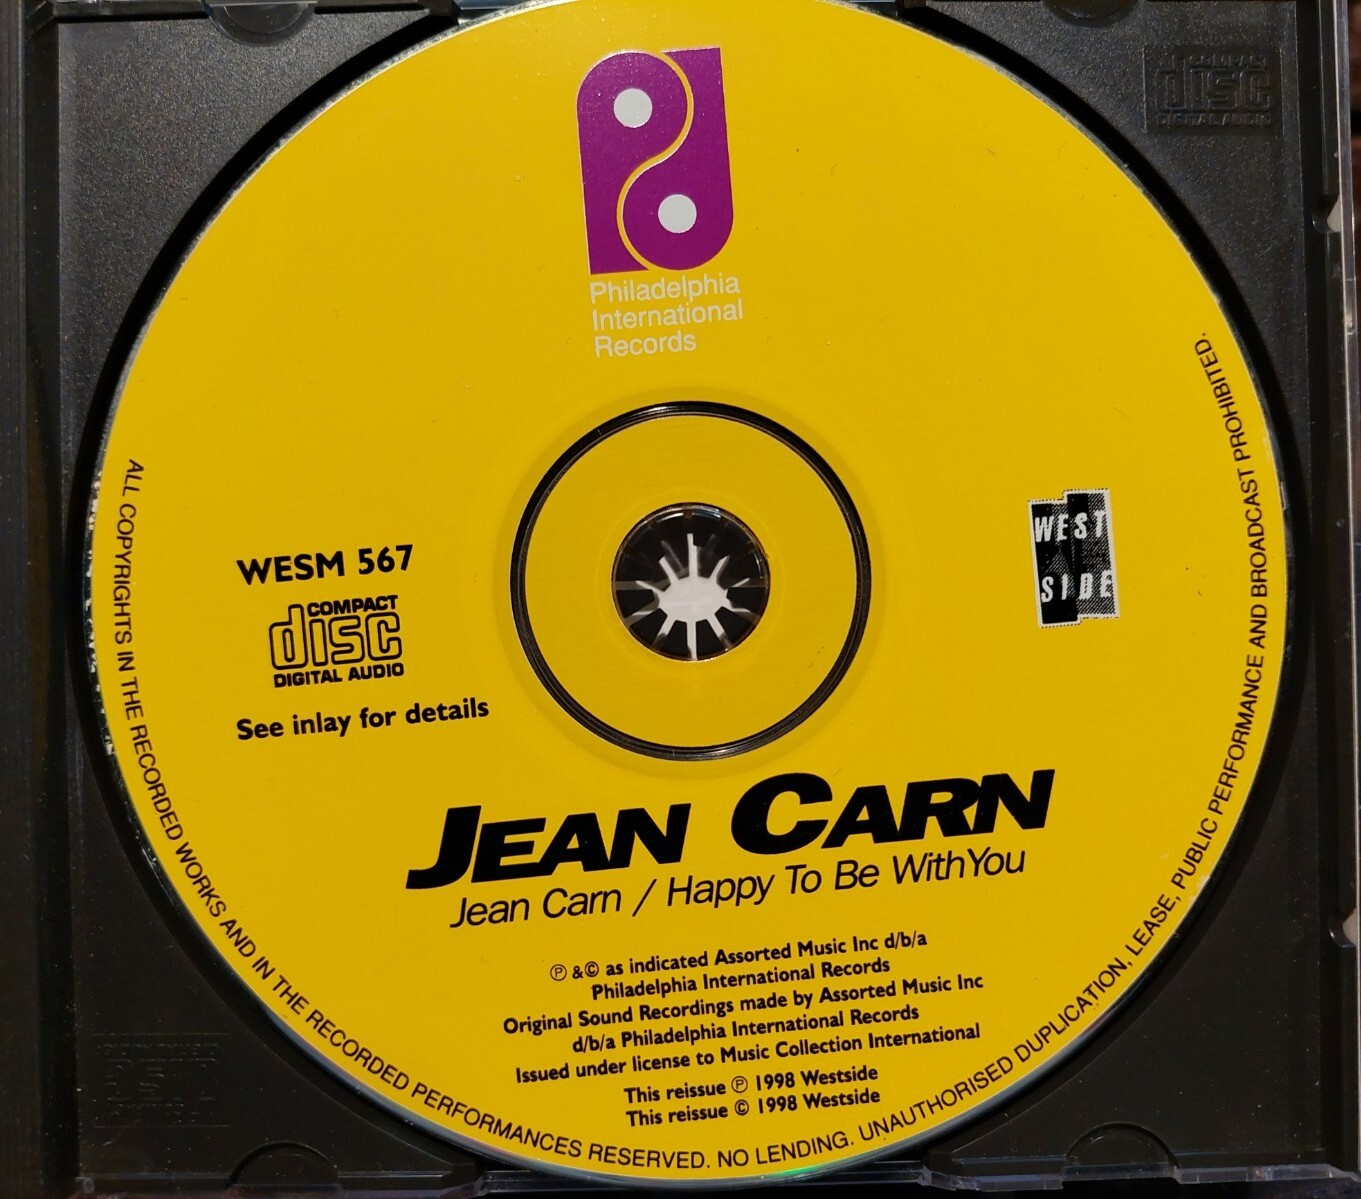 Philadelphia
International
Records
COMPACT
disc
DIGITAL AUDIO
WEST
SIDE
WESM 567
COMPACT
disc
DIGITAL AUDIO
See inlay for details
JEAN CARN
Jean Carn / Happy To Be With You
℗ &© as indicated Assorted Music Inc d/b/a
Philadelphia International Records
Original Sound Recordings made by Assorted Music Inc
d/b/a Philadelphia International Records
Issued under license to Music Collection International
This reissue ℗ 1998 Westside
This reissue © 1998 Westside
ALL COPYRIGHTS IN THE RECORDED WORKS AND IN THE RECORDED PERFORMANCES RESERVED. NO LENDING. UNAUTHORISED DUPLICATION, LEASE, PUBLIC PERFORMANCE AND BROADCAST PROHIBITED.